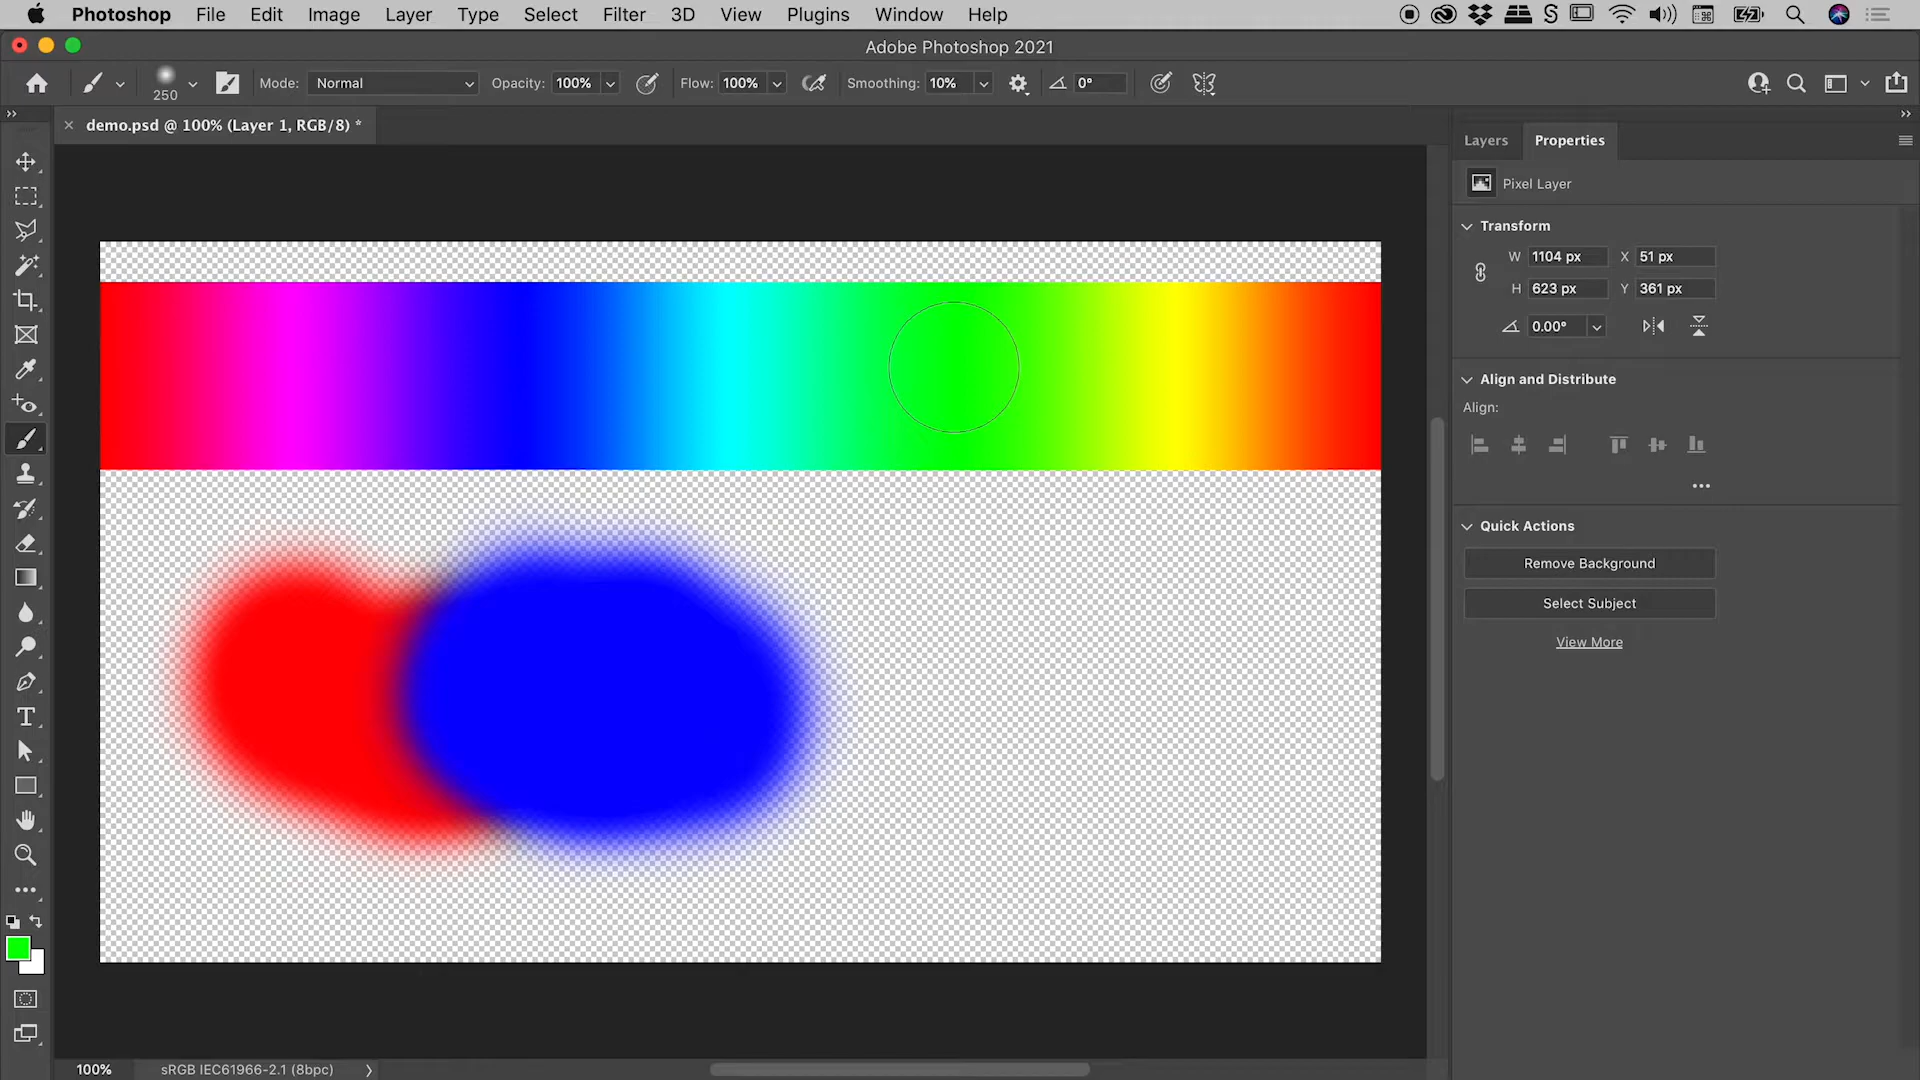 Photoshop File Edit Image Layer Type Select Filter 3D View Plugins Window Help
Adobe Photoshop 2021
250 Mode: Normal Opacity: 100% Flow: 100% Smoothing: 10% 0°
demo.psd @ 100% (Layer 1, RGB/8) *
Layers Properties
Pixel Layer
Transform
W 1104 px X 51 px
H 623 px Y 361 px
0.00°
Align and Distribute
Align:
Quick Actions
Remove Background
Select Subject
View More
100% sRGB IEC61966-2.1 (8bpc)